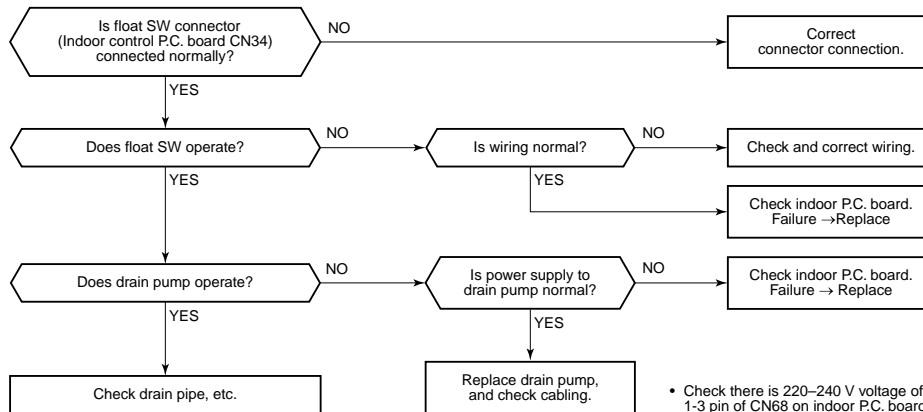 Is float SW connector
(Indoor control P.C. board CN34)
connected normally?
NO
Correct
connector connection.
YES
Does float SW operate?
NO
Is wiring normal?
NO
Check and correct wiring.
YES
YES
Check indoor P.C. board.
Failure →Replace
Does drain pump operate?
NO
Is power supply to
drain pump normal?
NO
Check indoor P.C. board.
Failure → Replace
YES
YES
Check drain pipe, etc.
Replace drain pump,
and check cabling.
• Check there is 220–240 V voltage of
1-3 pin of CN68 on indoor P.C. board